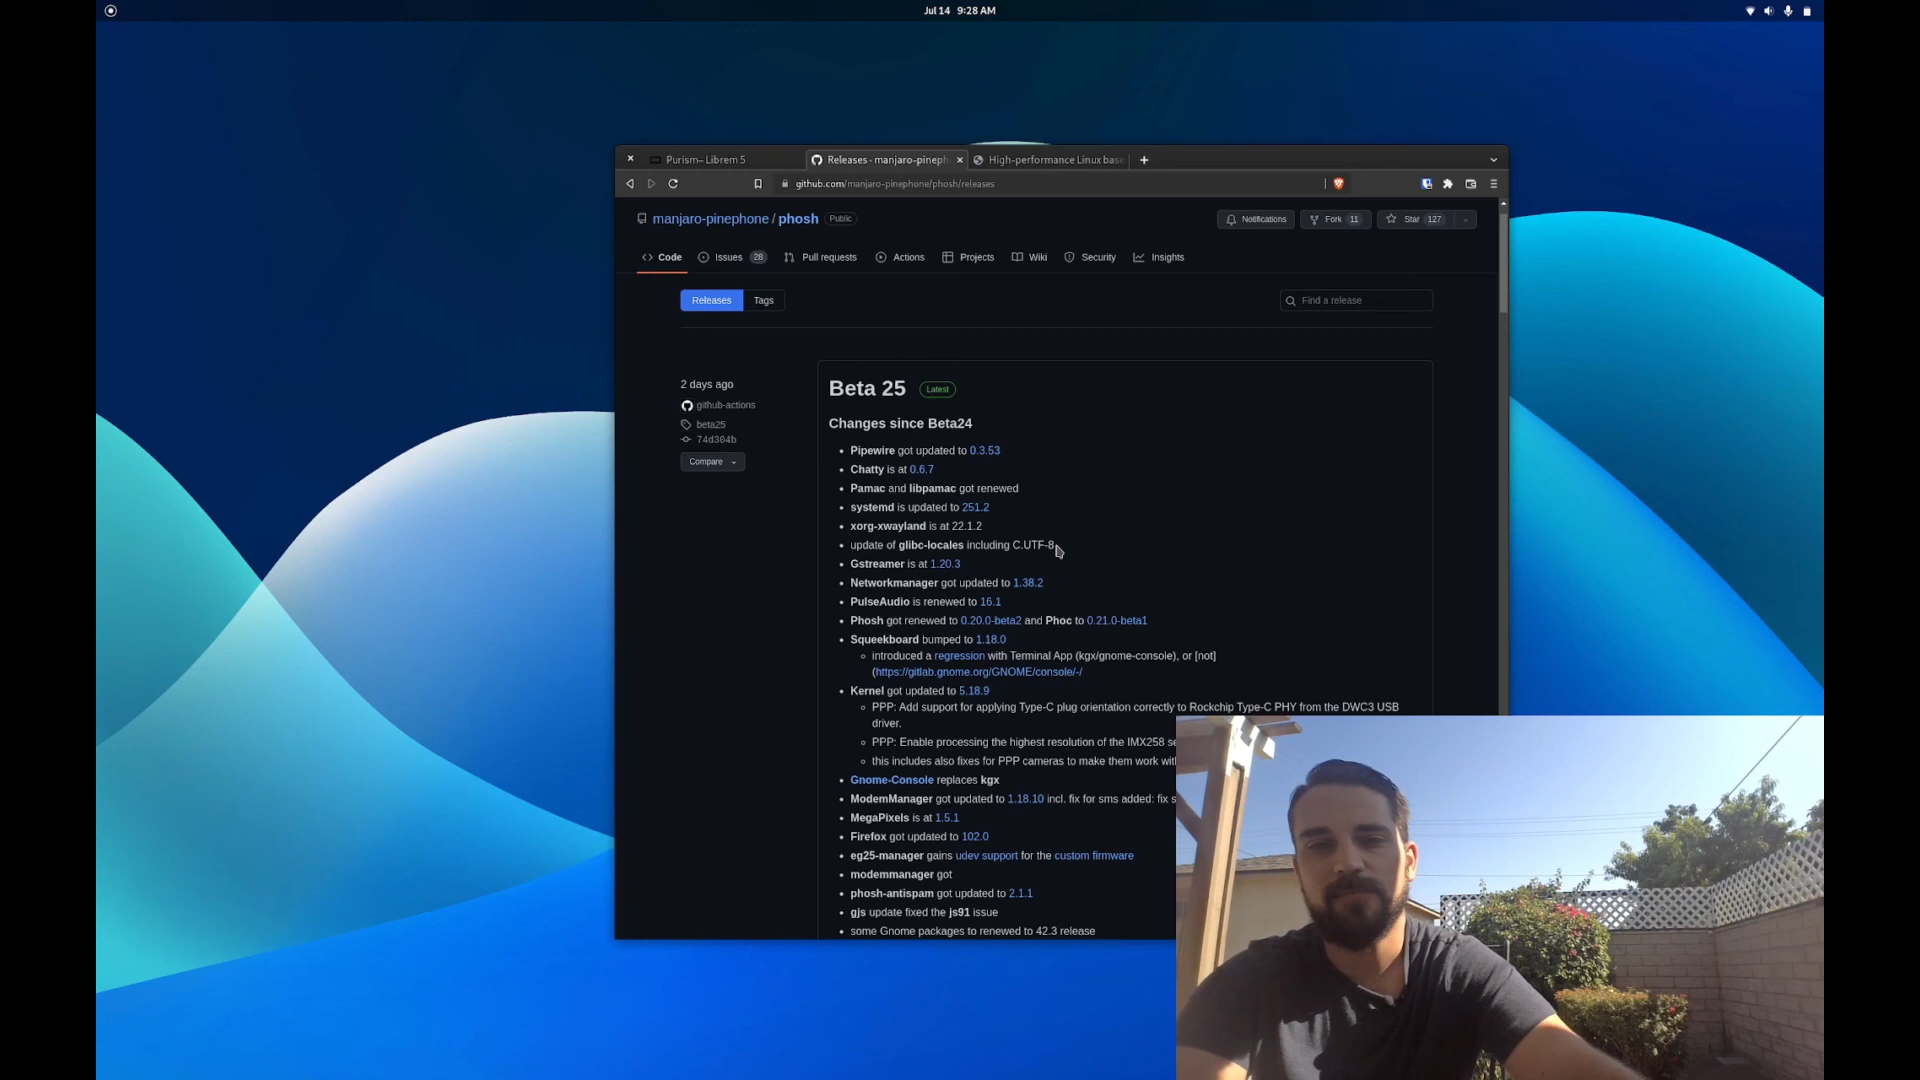 Jul 14 9:28 AM
Purism– Librem 5
Releases · manjaro-pineph
High-performance Linux base
github.com/manjaro-pinephone/phosh/releases
manjaro-pinephone / phosh Public
Notifications
Fork 11
Star 127
Code
Issues 28
Pull requests
Actions
Projects
Wiki
Security
Insights
Releases
Tags
Find a release
2 days ago
github-actions
beta25
74d304b
Compare
Beta 25 Latest
Changes since Beta24
• Pipewire got updated to 0.3.53
• Chatty is at 0.6.7
• Pamac and libpamac got renewed
• systemd is updated to 251.2
• xorg-xwayland is at 22.1.2
• update of glibc-locales including C.UTF-8
• Gstreamer is at 1.20.3
• Networkmanager got updated to 1.38.2
• PulseAudio is renewed to 16.1
• Phosh got renewed to 0.20.0-beta2 and Phoc to 0.21.0-beta1
• Squeekboard bumped to 1.18.0
◦ introduced a regression with Terminal App (kgx/gnome-console), or [not]
(https://gitlab.gnome.org/GNOME/console/-/
• Kernel got updated to 5.18.9
◦ PPP: Add support for applying Type-C plug orientation correctly to Rockchip Type-C PHY from the DWC3 USB
driver.
◦ PPP: Enable processing the highest resolution of the IMX258 se
◦ this includes also fixes for PPP cameras to make them work wit
• Gnome-Console replaces kgx
• ModemManager got updated to 1.18.10 incl. fix for sms added: fix s
• MegaPixels is at 1.5.1
• Firefox got updated to 102.0
• eg25-manager gains udev support for the custom firmware
• modemmanager got
• phosh-antispam got updated to 2.1.1
• gjs update fixed the js91 issue
• some Gnome packages to renewed to 42.3 release